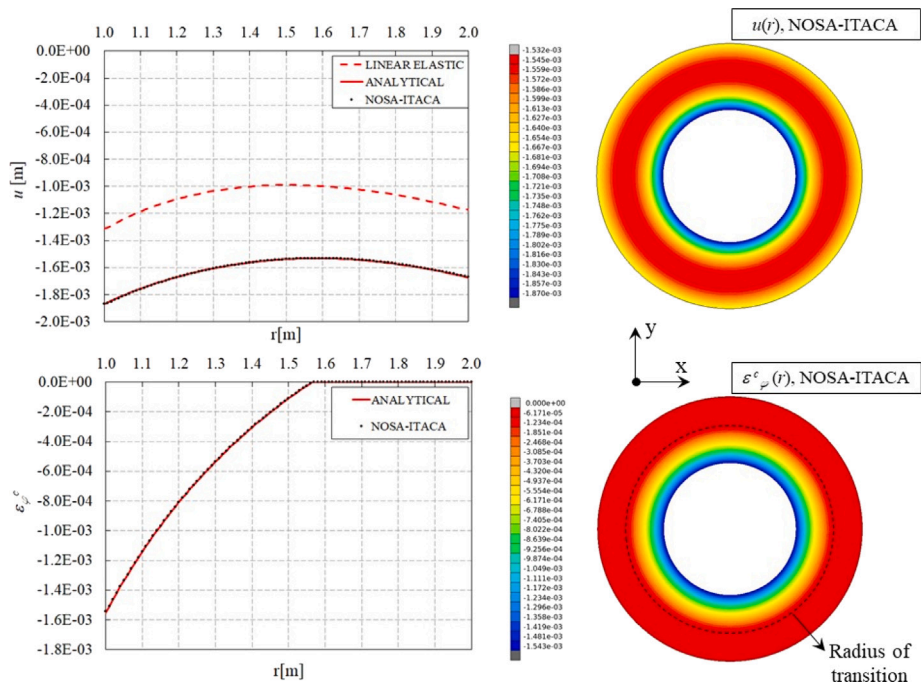 1.0 1.1 1.2 1.3 1.4 1.5 1.6 1.7 1.8 1.9 2.0
0.0E+00
-2.0E-04
-4.0E-04
-6.0E-04
-8.0E-04
-1.0E-03
-1.2E-03
-1.4E-03
-1.6E-03
-1.8E-03
-2.0E-03
u [m]
r[m]
LINEAR ELASTIC
ANALYTICAL
NOSA-ITACA
-1.532e-03
-1.545e-03
-1.559e-03
-1.572e-03
-1.586e-03
-1.599e-03
-1.613e-03
-1.627e-03
-1.640e-03
-1.654e-03
-1.667e-03
-1.681e-03
-1.694e-03
-1.708e-03
-1.721e-03
-1.735e-03
-1.748e-03
-1.762e-03
-1.775e-03
-1.789e-03
-1.802e-03
-1.816e-03
-1.830e-03
-1.843e-03
-1.857e-03
-1.870e-03
u(r), NOSA-ITACA
y
x
1.0 1.1 1.2 1.3 1.4 1.5 1.6 1.7 1.8 1.9 2.0
0.0E+00
-2.0E-04
-4.0E-04
-6.0E-04
-8.0E-04
-1.0E-03
-1.2E-03
-1.4E-03
-1.6E-03
-1.8E-03
ε𝜑ᶜ
r[m]
ANALYTICAL
NOSA-ITACA
0.000e+00
-6.171e-05
-1.234e-04
-1.851e-04
-2.468e-04
-3.085e-04
-3.703e-04
-4.320e-04
-4.937e-04
-5.554e-04
-6.171e-04
-6.788e-04
-7.405e-04
-8.022e-04
-8.639e-04
-9.256e-04
-9.874e-04
-1.049e-03
-1.111e-03
-1.172e-03
-1.234e-03
-1.296e-03
-1.358e-03
-1.419e-03
-1.481e-03
-1.543e-03
εᶜ𝜑(r), NOSA-ITACA
Radius of
transition